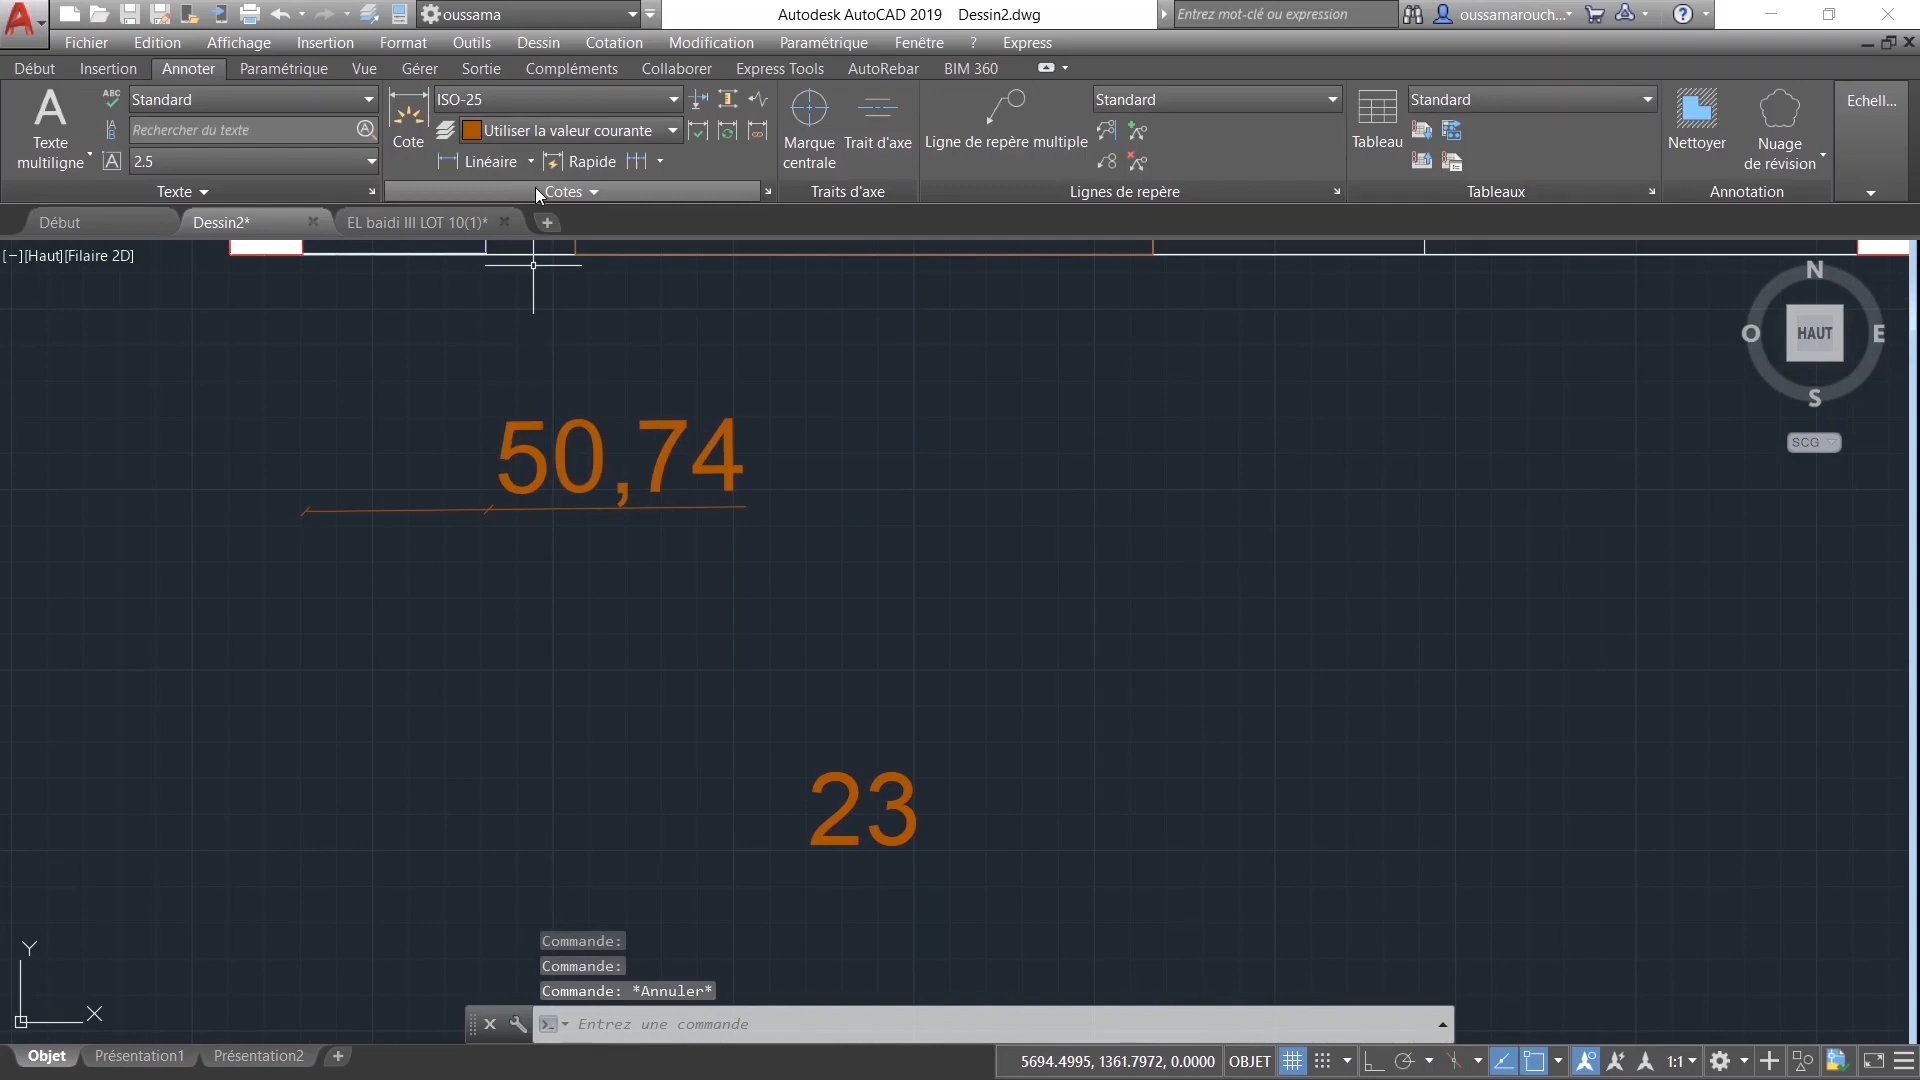 oussama
Autodesk AutoCAD 2019 Dessin2.dwg
Entrez mot-clé ou expression
oussamarouch...
Fichier Edition Affichage Insertion Format Outils Dessin Cotation Modification Paramétrique Fenêtre ? Express
Début Insertion Annoter Paramétrique Vue Gérer Sortie Compléments Collaborer Express Tools AutoRebar BIM 360
A
Texte
multiligne
ABC
Standard
Rechercher du texte
2.5
Texte
Cote
ISO-25
Utiliser la valeur courante
Linéaire
Rapide
Cotes
Marque
centrale
Trait d'axe
Traits d'axe
Ligne de repère multiple
Standard
Lignes de repère
Tableau
Standard
Tableaux
Nettoyer
Nuage
de révision
Annotation
Echell...
Début
Dessin2*
EL baidi III LOT 10(1)*
[−][Haut][Filaire 2D]
N
O
HAUT
E
S
SCG
50,74
23
Y
X
Commande:
Commande:
Commande: *Annuler*
Entrez une commande
Objet
Présentation1
Présentation2
5694.4995, 1361.7972, 0.0000
OBJET
1:1